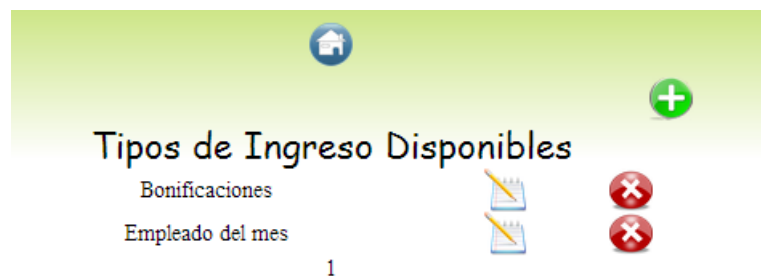 Tipos de Ingreso Disponibles
Bonificaciones
Empleado del mes
1